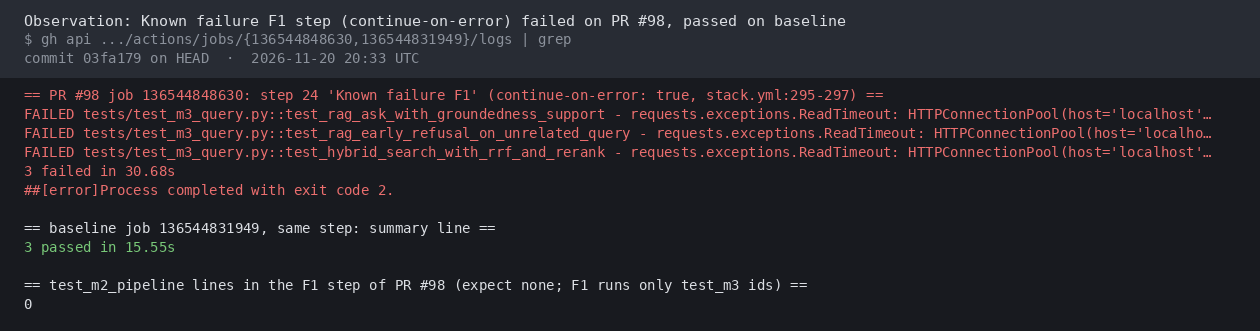 Observation: Known failure F1 step (continue-on-error) failed on PR #98, passed on baseline
$ gh api .../actions/jobs/{136544848630,136544831949}/logs | grep
commit 03fa179 on HEAD  ·  2026-11-20 20:33 UTC
== PR #98 job 136544848630: step 24 'Known failure F1' (continue-on-error: true, stack.yml:295-297) ==
FAILED tests/test_m3_query.py::test_rag_ask_with_groundedness_support - requests.exceptions.ReadTimeout: HTTPConnectionPool(host='localhost'…
FAILED tests/test_m3_query.py::test_rag_early_refusal_on_unrelated_query - requests.exceptions.ReadTimeout: HTTPConnectionPool(host='localho…
FAILED tests/test_m3_query.py::test_hybrid_search_with_rrf_and_rerank - requests.exceptions.ReadTimeout: HTTPConnectionPool(host='localhost'…
3 failed in 30.68s
##[error]Process completed with exit code 2.
== baseline job 136544831949, same step: summary line ==
3 passed in 15.55s
== test_m2_pipeline lines in the F1 step of PR #98 (expect none; F1 runs only test_m3 ids) ==
0